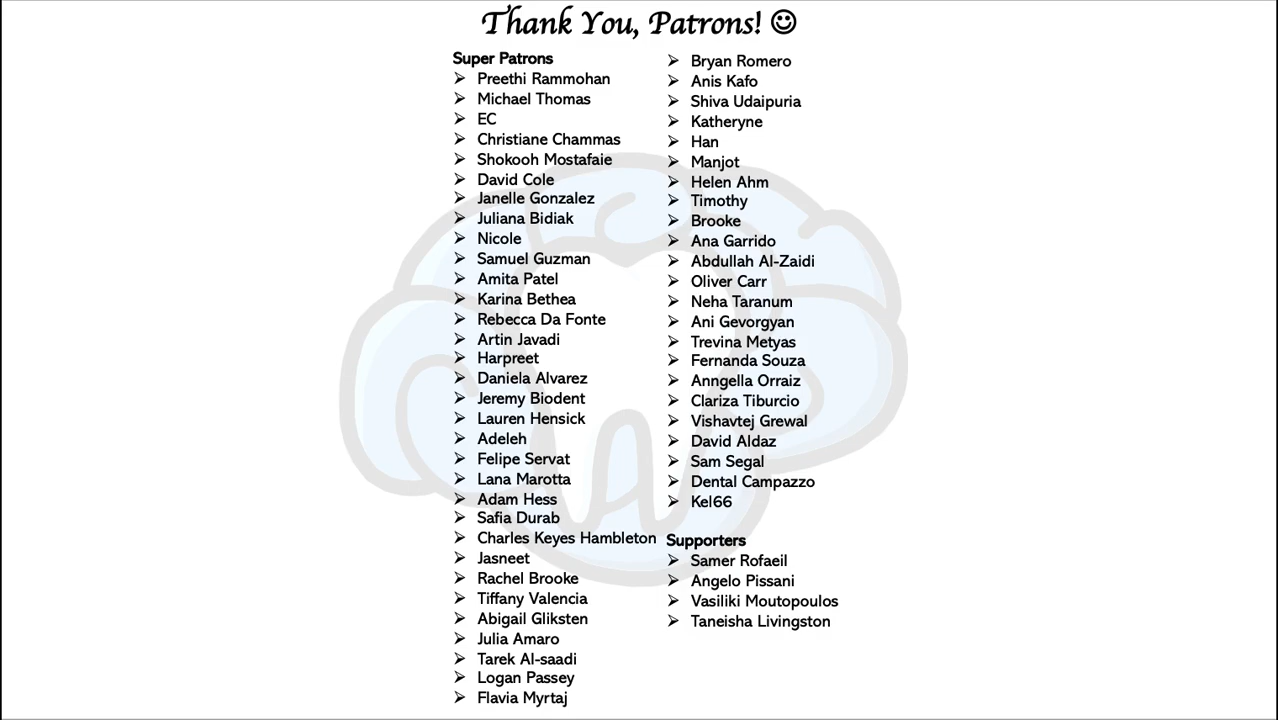 Thank You, Patrons! ☺
Super Patrons
➢ Preethi Rammohan
➢ Michael Thomas
➢ EC
➢ Christiane Chammas
➢ Shokooh Mostafaie
➢ David Cole
➢ Janelle Gonzalez
➢ Juliana Bidiak
➢ Nicole
➢ Samuel Guzman
➢ Amita Patel
➢ Karina Bethea
➢ Rebecca Da Fonte
➢ Artin Javadi
➢ Harpreet
➢ Daniela Alvarez
➢ Jeremy Biodent
➢ Lauren Hensick
➢ Adeleh
➢ Felipe Servat
➢ Lana Marotta
➢ Adam Hess
➢ Safia Durab
➢ Charles Keyes Hambleton
➢ Jasneet
➢ Rachel Brooke
➢ Tiffany Valencia
➢ Abigail Gliksten
➢ Julia Amaro
➢ Tarek Al-saadi
➢ Logan Passey
➢ Flavia Myrtaj
➢ Bryan Romero
➢ Anis Kafo
➢ Shiva Udaipuria
➢ Katheryne
➢ Han
➢ Manjot
➢ Helen Ahm
➢ Timothy
➢ Brooke
➢ Ana Garrido
➢ Abdullah Al-Zaidi
➢ Oliver Carr
➢ Neha Taranum
➢ Ani Gevorgyan
➢ Trevina Metyas
➢ Fernanda Souza
➢ Anngella Orraiz
➢ Clariza Tiburcio
➢ Vishavtej Grewal
➢ David Aldaz
➢ Sam Segal
➢ Dental Campazzo
➢ Kel66
Supporters
➢ Samer Rofaeil
➢ Angelo Pissani
➢ Vasiliki Moutopoulos
➢ Taneisha Livingston